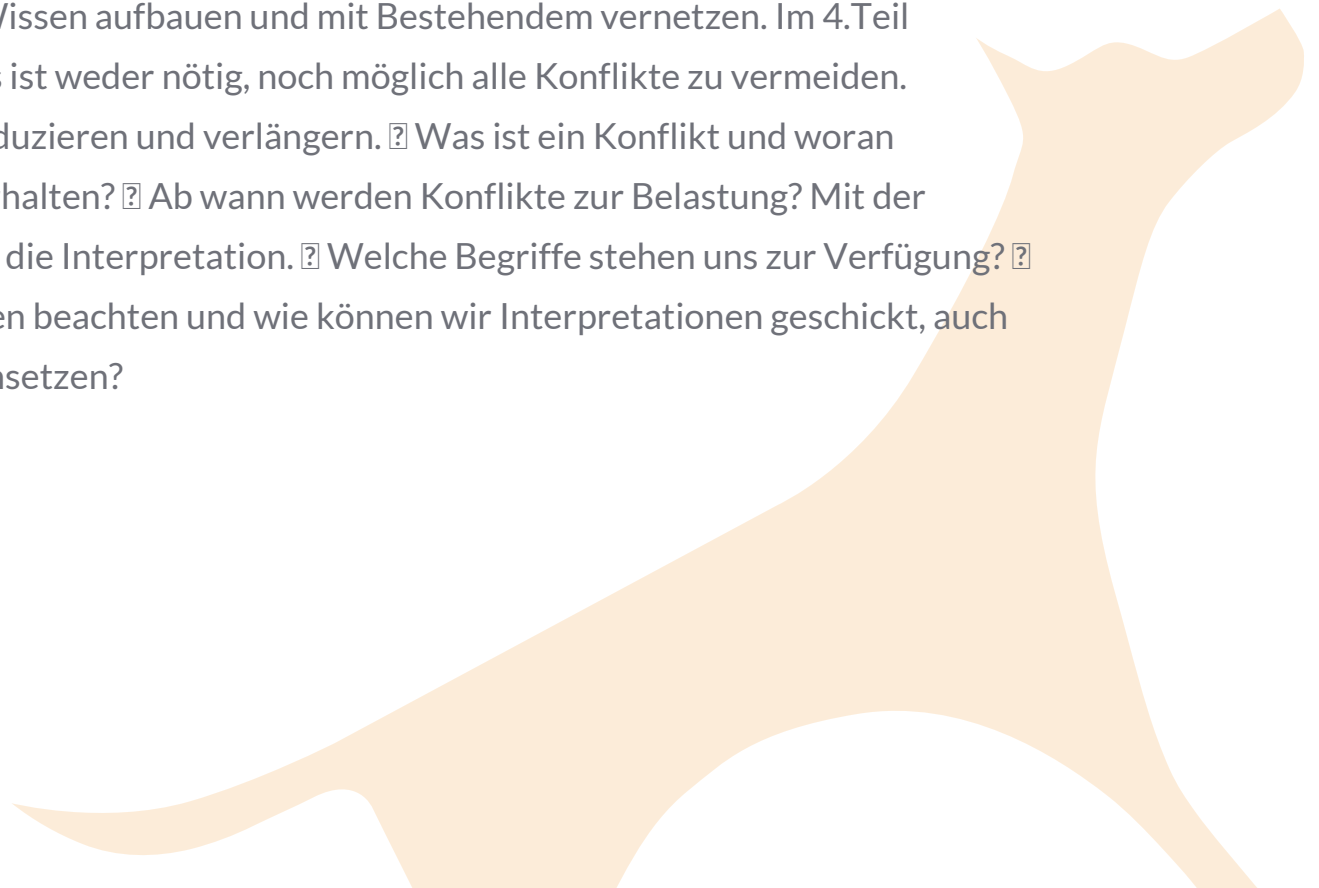 Wissen aufbauen und mit Bestehendem vernetzen. Im 4.Teil
s ist weder nötig, noch möglich alle Konflikte zu vermeiden.
duzieren und verlängern. ⍰ Was ist ein Konflikt und woran
halten? ⍰ Ab wann werden Konflikte zur Belastung? Mit der
die Interpretation. ⍰ Welche Begriffe stehen uns zur Verfügung? ⍰
en beachten und wie können wir Interpretationen geschickt, auch
nsetzen?